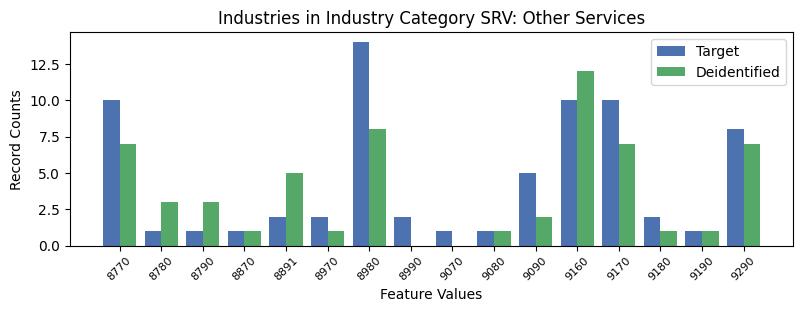 Industries in Industry Category SRV: Other Services
Target
Deidentified
Record Counts
12.5
10.0
7.5
5.0
2.5
0.0
8770 8780 8790 8870 8891 8970 8980 8990 9070 9080 9090 9160 9170 9180 9190 9290
Feature Values